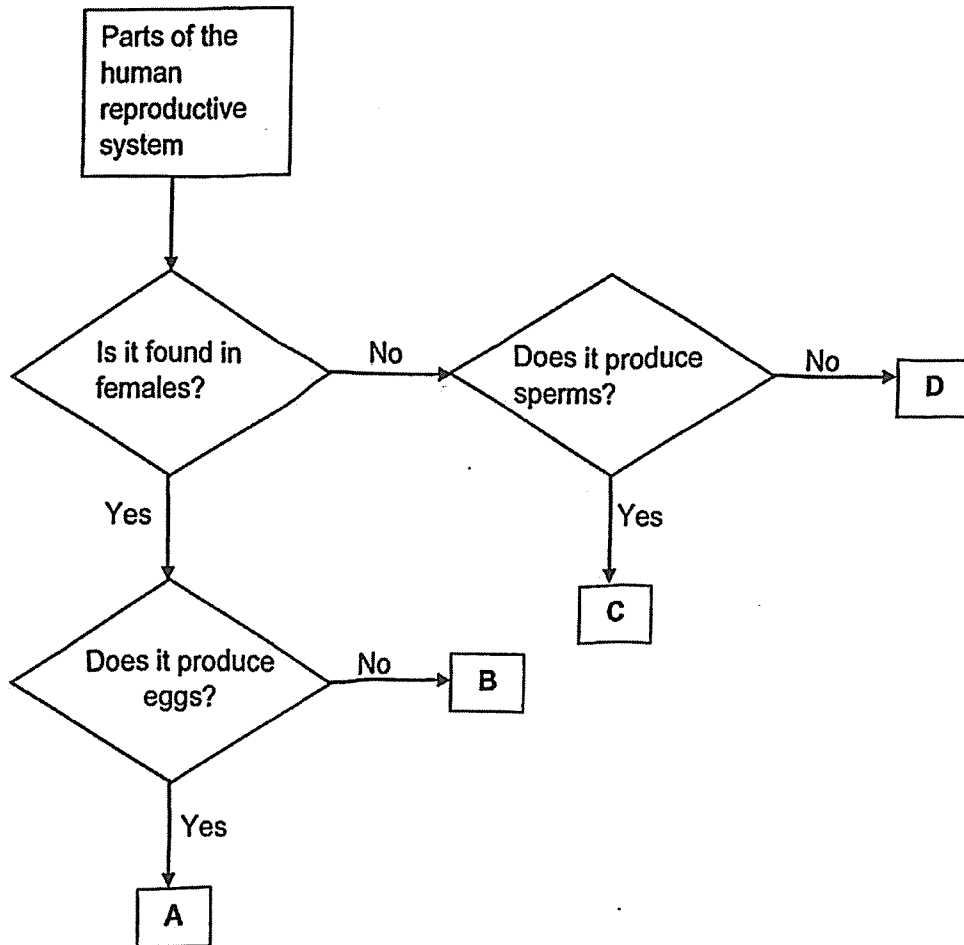 Parts of the
human
reproductive
system
Is it found in
females?
No
Does it produce
sperms?
No
D
Yes
Yes
C
Does it produce
eggs?
No
B
Yes
A